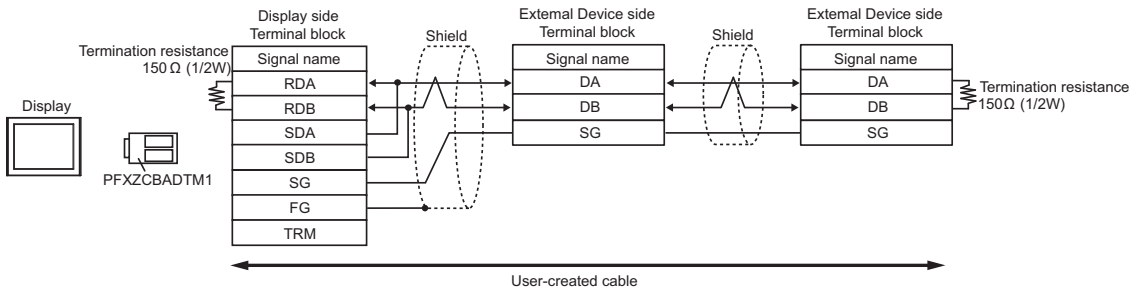 Display side
Terminal block
External Device side
Terminal block
External Device side
Terminal block
Termination resistance
150 Ω (1/2W)
Shield
Shield
Signal name
RDA
RDB
SDA
SDB
SG
FG
TRM
Signal name
DA
DB
SG
Signal name
DA
DB
SG
Termination resistance
150Ω (1/2W)
Display
PFXZCBADTM1
User-created cable